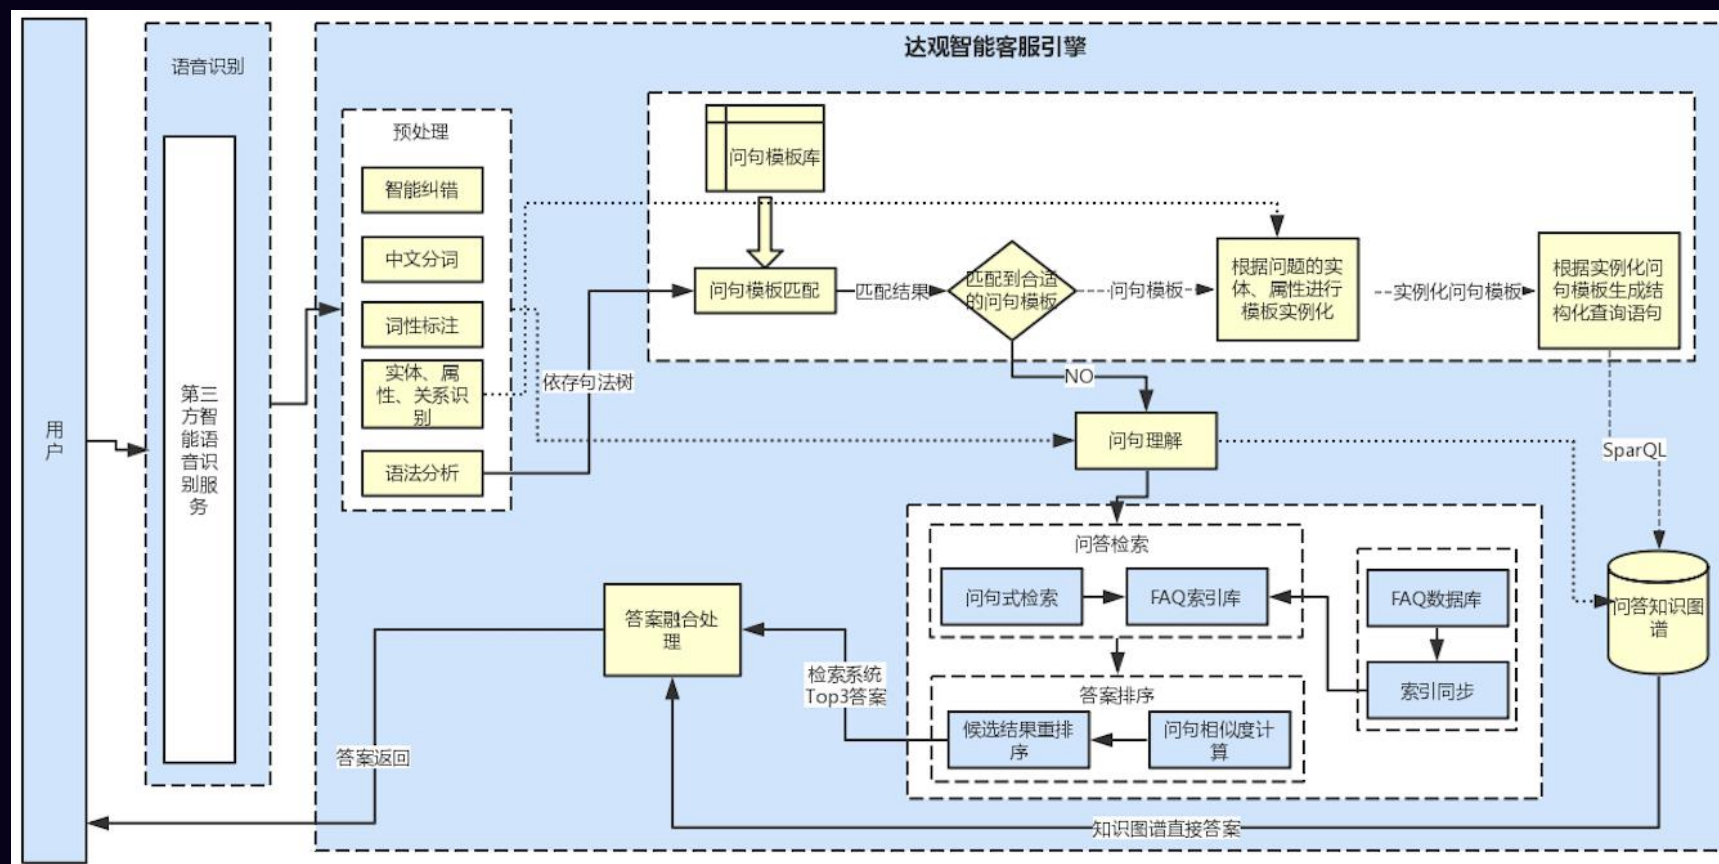 达观智能客服引擎
语音识别
预处理
问句模板库
智能纠错
中文分词
词性标注
实体、属
性、关系识
别
语法分析
用
户
第三
方智
能语
音识
别服
务
依存句法树
问句模板匹配
匹配结果
匹配到合适
的问句模板
问句模板
根据问题的实
体、属性进行
模板实例化
实例化问句模板
根据实例化问
句模板生成结
构化查询语句
NO
问句理解
SparQL
问答检索
问句式检索
FAQ索引库
FAQ数据库
索引同步
问答知识图
谱
答案融合处
理
检索系统
Top3答案
答案排序
候选结果重排
序
问句相似度计
算
答案返回
知识图谱直接答案